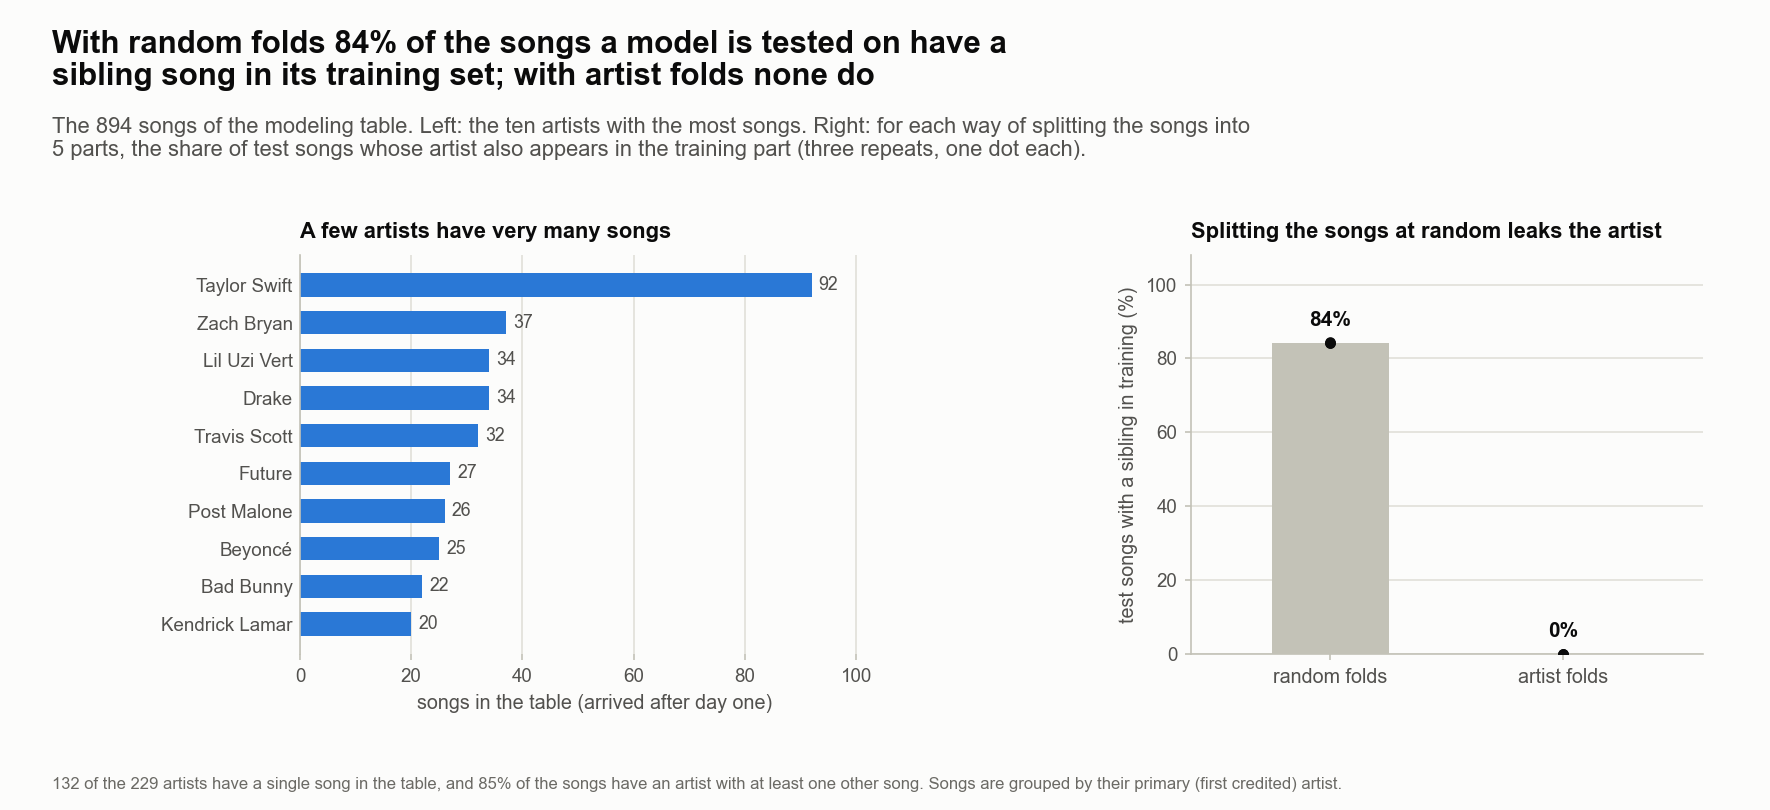 With random folds 84% of the songs a model is tested on have a
sibling song in its training set; with artist folds none do
The 894 songs of the modeling table. Left: the ten artists with the most songs. Right: for each way of splitting the songs into
5 parts, the share of test songs whose artist also appears in the training part (three repeats, one dot each).
A few artists have very many songs
Taylor Swift 92
Zach Bryan 37
Lil Uzi Vert 34
Drake 34
Travis Scott 32
Future 27
Post Malone 26
Beyoncé 25
Bad Bunny 22
Kendrick Lamar 20
0 20 40 60 80 100
songs in the table (arrived after day one)
Splitting the songs at random leaks the artist
test songs with a sibling in training (%)
100
80
60
40
20
0
84%
0%
random folds artist folds
132 of the 229 artists have a single song in the table, and 85% of the songs have an artist with at least one other song. Songs are grouped by their primary (first credited) artist.